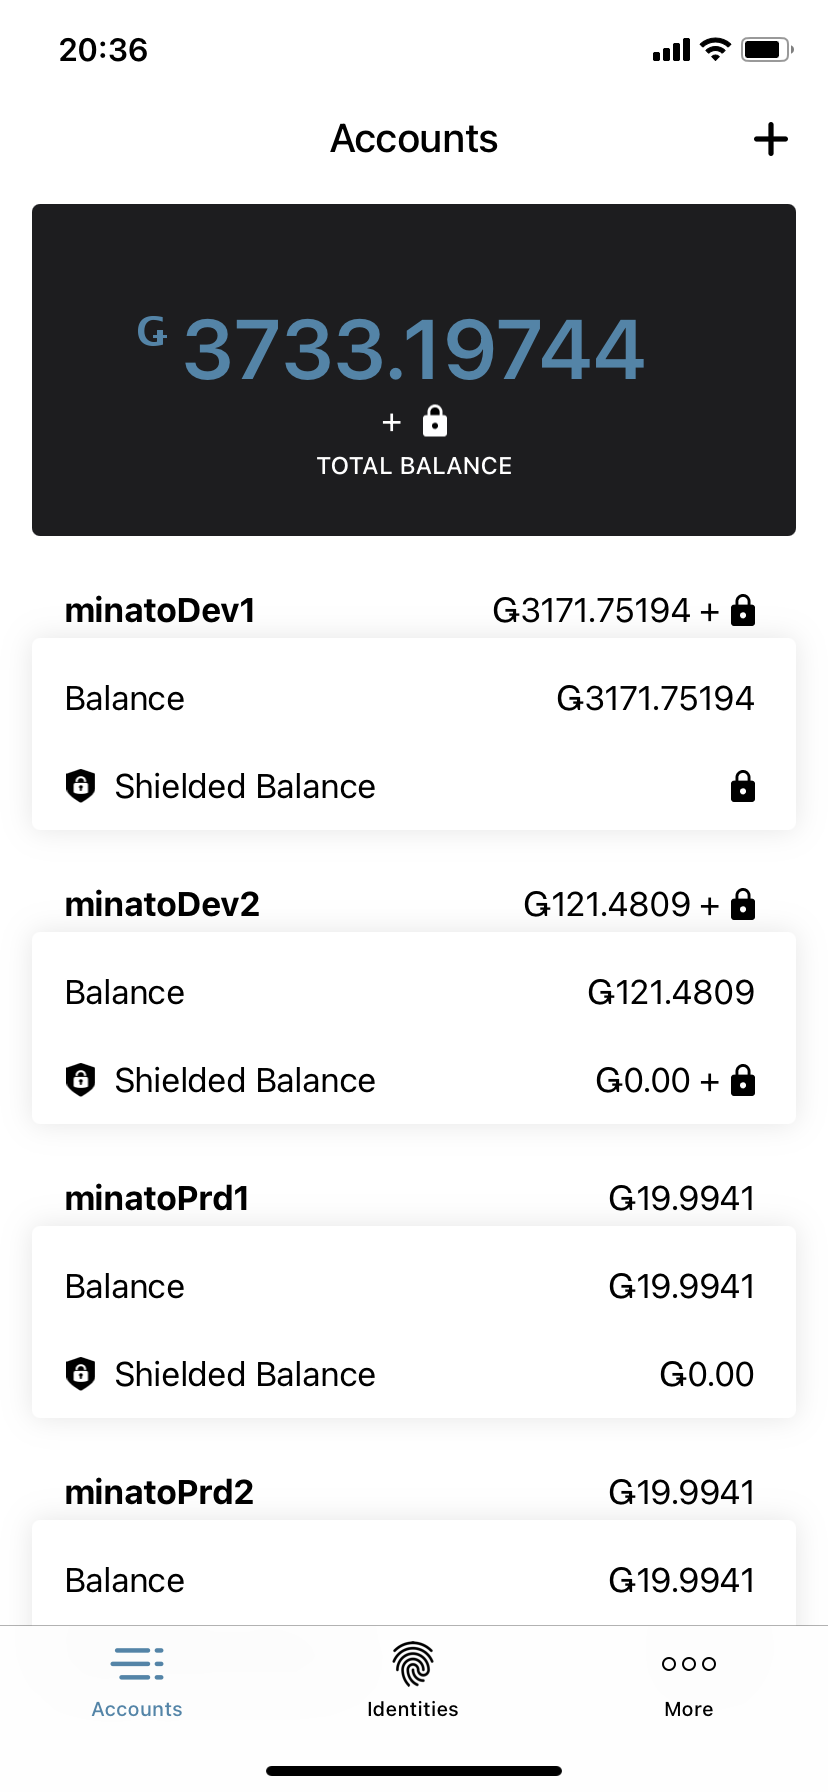 20:36
Accounts
Ǥ 3733.19744
+
TOTAL BALANCE
minatoDev1 Ǥ3171.75194 +
Balance Ǥ3171.75194
Shielded Balance
minatoDev2 Ǥ121.4809 +
Balance Ǥ121.4809
Shielded Balance Ǥ0.00 +
minatoPrd1 Ǥ19.9941
Balance Ǥ19.9941
Shielded Balance Ǥ0.00
minatoPrd2 Ǥ19.9941
Balance Ǥ19.9941
Accounts Identities More